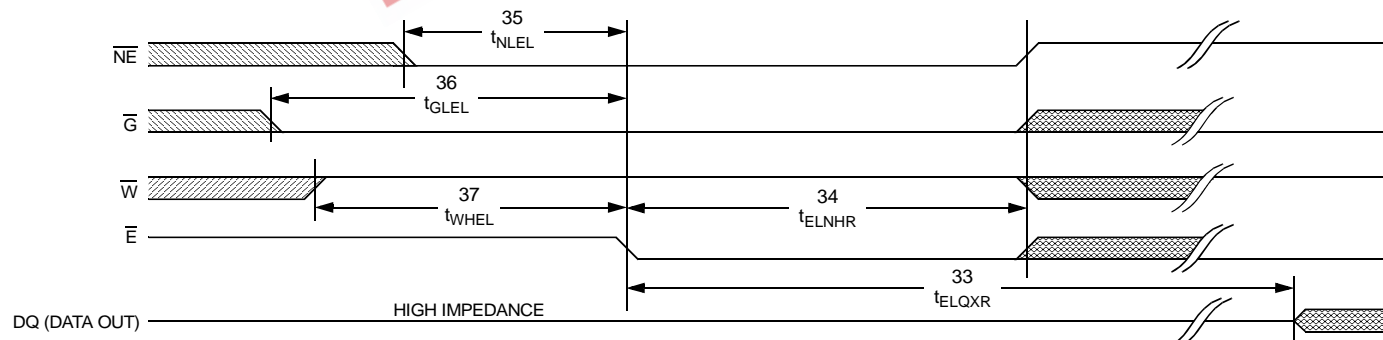 35
tNLEL
NE
36
tGLEL
G
W
37
tWHEL
34
tELNHR
E
33
tELQXR
HIGH IMPEDANCE
DQ (DATA OUT)